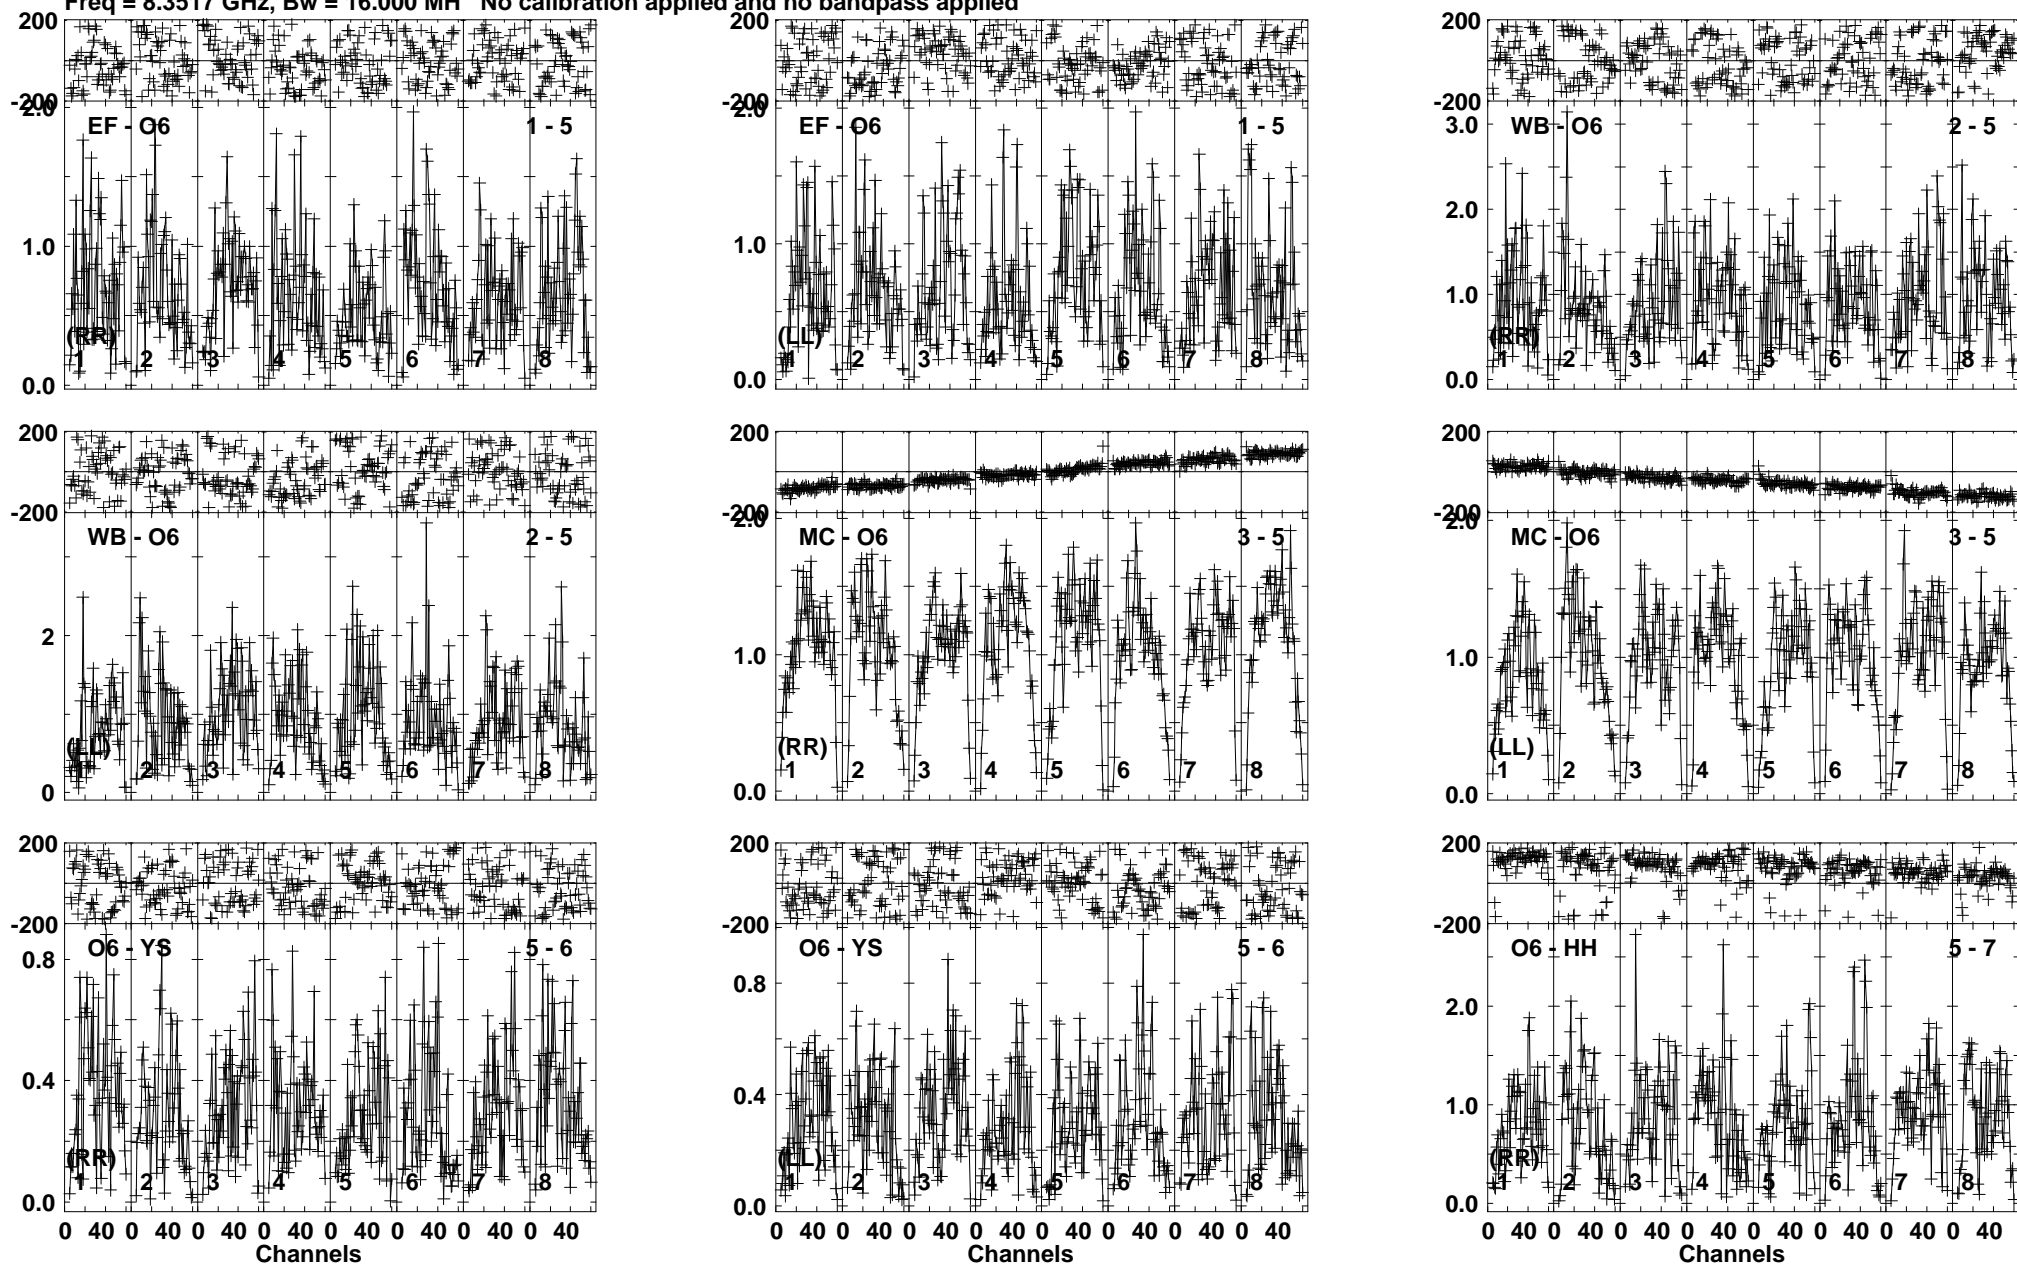 Freq = 8.3517 GHz, Bw = 16.000 MH   No calibration applied and no bandpass applied
200 200 200
-200 -200 -200
2.0 2.0 3.0
EF - O6 1 - 5 EF - O6 1 - 5 WB - O6 2 - 5
2.0
1.0 1.0 1.0
(RR) (LL) (RR)
1 2 3 4 5 6 7 8 1 2 3 4 5 6 7 8 1 2 3 4 5 6 7 8
0.0 0.0 0.0
200 200 200
-200 -200 -200
2.0 2.0
WB - O6 2 - 5 MC - O6 3 - 5 MC - O6 3 - 5
2 1.0 1.0
(LL) (RR) (LL)
1 2 3 4 5 6 7 8 1 2 3 4 5 6 7 8 1 2 3 4 5 6 7 8
0 0.0 0.0
200 200 200
-200 -200 -200
O6 - YS 5 - 6 O6 - YS 5 - 6 O6 - HH 5 - 7
0.8 0.8 2.0
0.4 0.4 1.0
(RR) (LL) (RR)
1 2 3 4 5 6 7 8 1 2 3 4 5 6 7 8 1 2 3 4 5 6 7 8
0.0 0.0 0.0
0 40 0 40 0 40 0 40 0 40 0 40 0 40 0 40 0 40 0 40 0 40 0 40 0 40 0 40 0 40 0 40 0 40 0 40 0 40 0 40 0 40 0 40 0 40 0 40
Channels Channels Channels